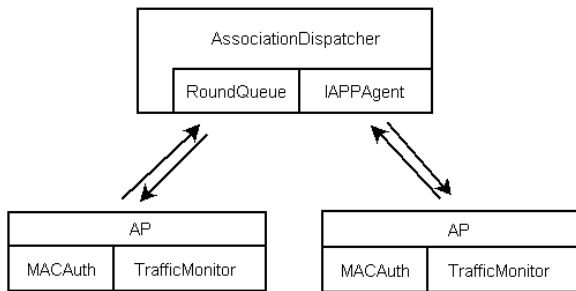 AssociationDispatcher
RoundQueue IAPPAgent
AP AP
MACAuth TrafficMonitor MACAuth TrafficMonitor